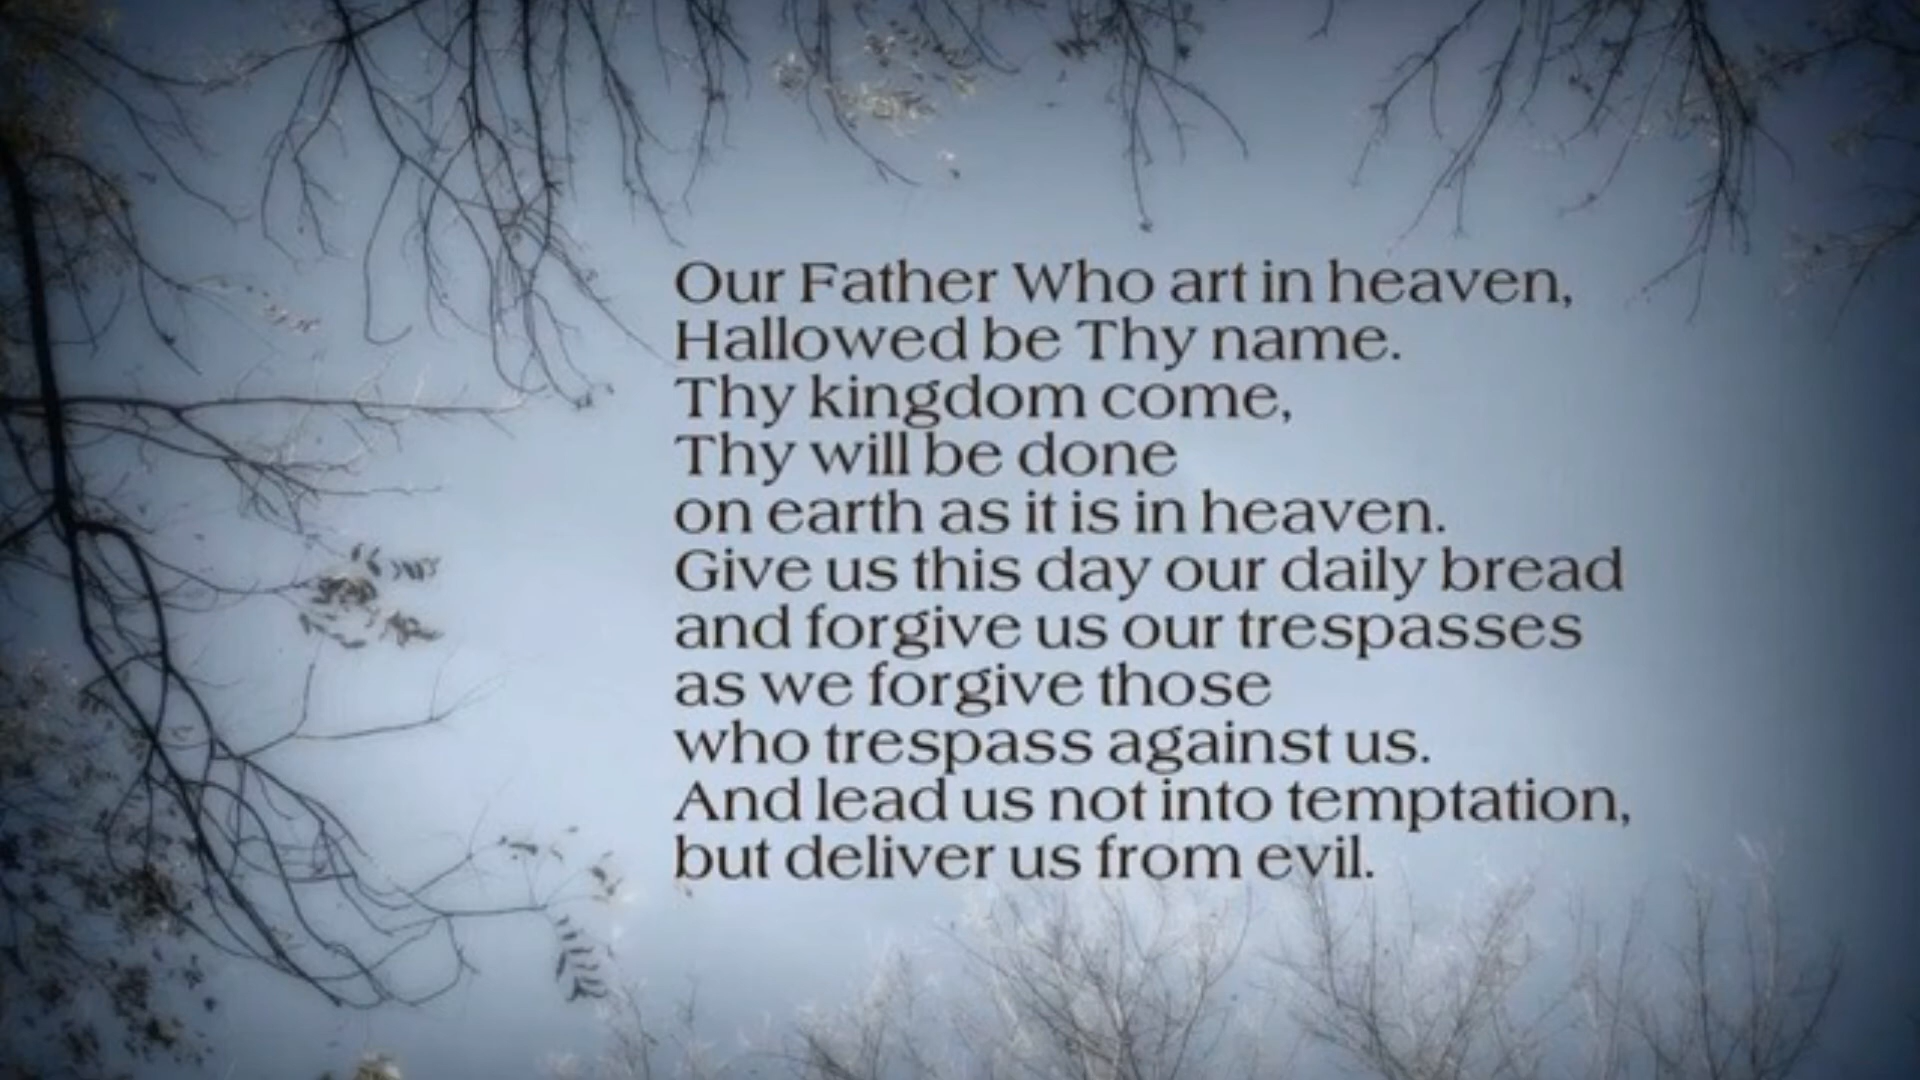 Our Father Who art in heaven,
Hallowed be Thy name.
Thy kingdom come,
Thy will be done
on earth as it is in heaven.
Give us this day our daily bread
and forgive us our trespasses
as we forgive those
who trespass against us.
And lead us not into temptation,
but deliver us from evil.